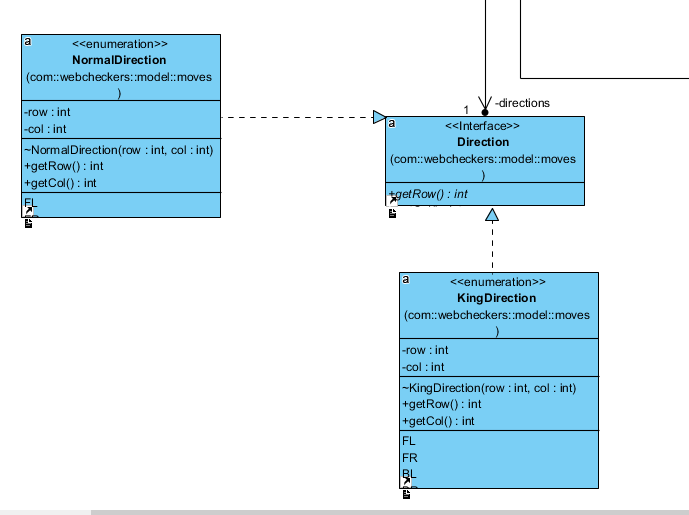 a
<<enumeration>>
NormalDirection
(com::webcheckers::model::moves
)
-row : int
-col : int
~NormalDirection(row : int, col : int)
+getRow() : int
+getCol() : int
FL
-directions
1
a
<<Interface>>
Direction
(com::webcheckers::model::moves
)
+getRow() : int
a
<<enumeration>>
KingDirection
(com::webcheckers::model::moves
)
-row : int
-col : int
~KingDirection(row : int, col : int)
+getRow() : int
+getCol() : int
FL
FR
BL